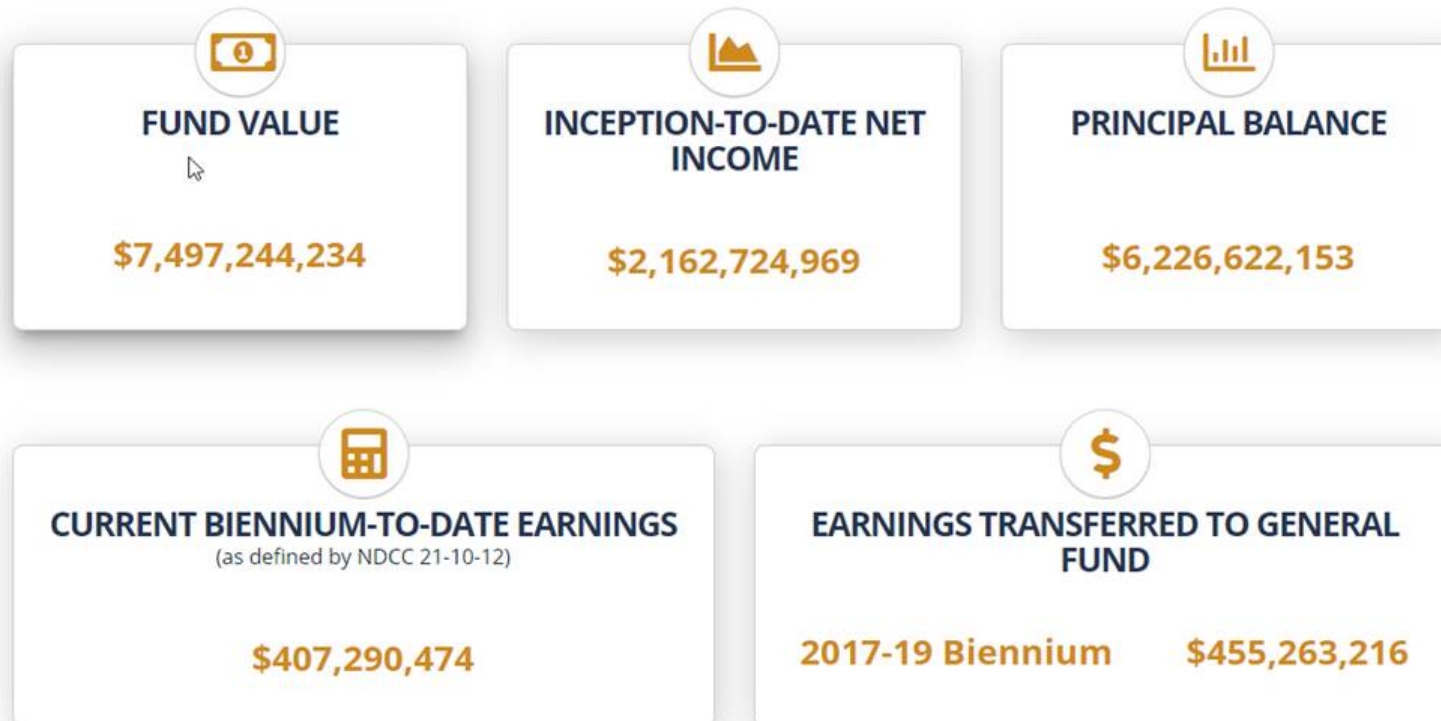 FUND VALUE
$7,497,244,234
INCEPTION-TO-DATE NET
INCOME
$2,162,724,969
PRINCIPAL BALANCE
$6,226,622,153
CURRENT BIENNIUM-TO-DATE EARNINGS
(as defined by NDCC 21-10-12)
$407,290,474
EARNINGS TRANSFERRED TO GENERAL
FUND
2017-19 Biennium $455,263,216